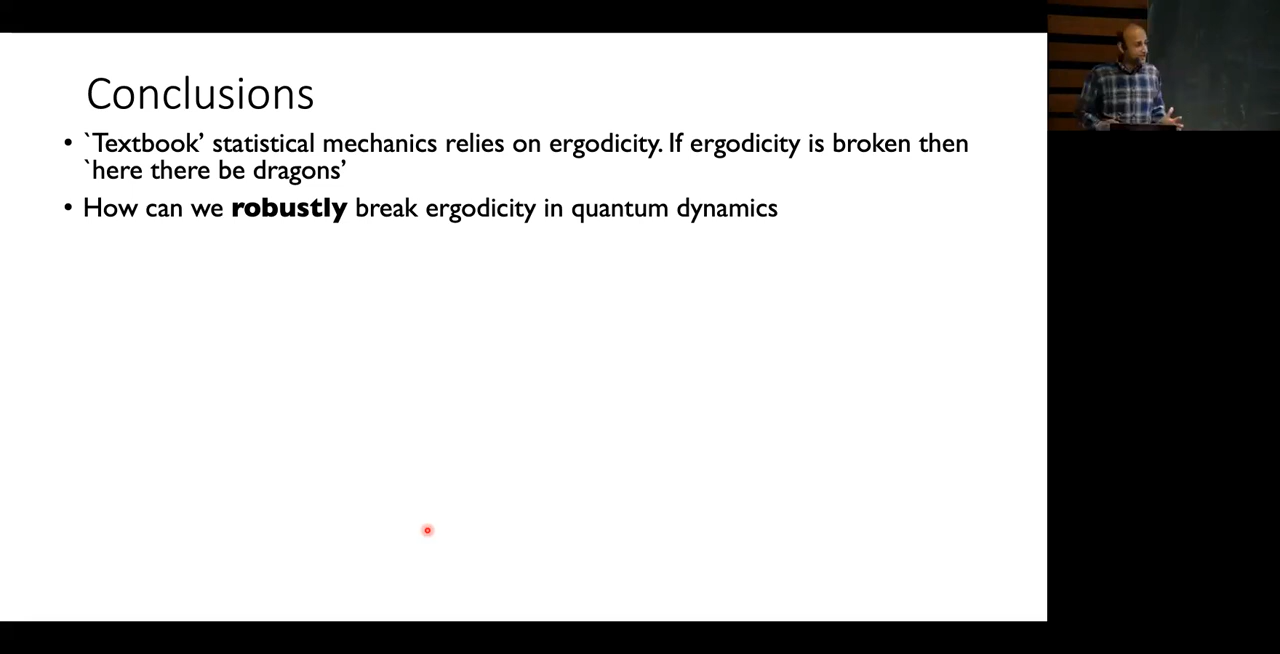 Conclusions
• `Textbook’ statistical mechanics relies on ergodicity. If ergodicity is broken then
`here there be dragons’
• How can we robustly break ergodicity in quantum dynamics